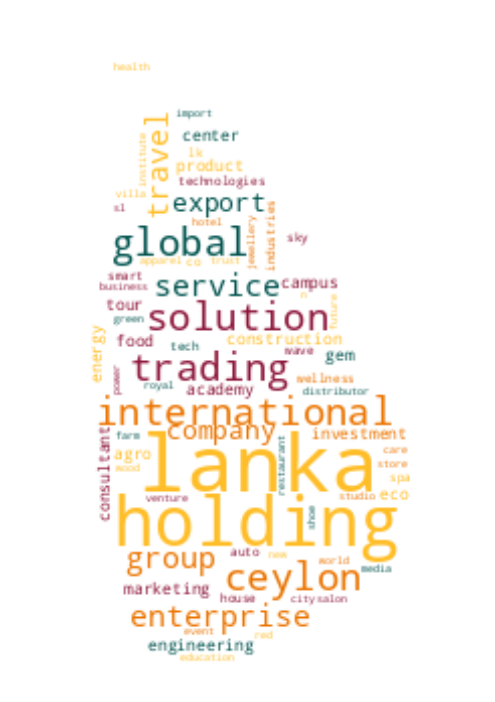 health
import
travel
institute
center
lk
product
technologies
villa
sl
export
hotel
jewellery
industries
global
sky
apparel co trust
smart
business
service
campus
n
future
tour
green
solution
energy
food
tech
construction
wave
gem
power
trading
royal
academy
wellness
distributor
international
company
investment
consultant
farm
agro
wood
lanka
restaurant
care
store
spa
eco
venture
studio
holding
shoe
group
auto
new
world
media
ceylon
marketing
house
city salon
enterprise
event
red
engineering
education